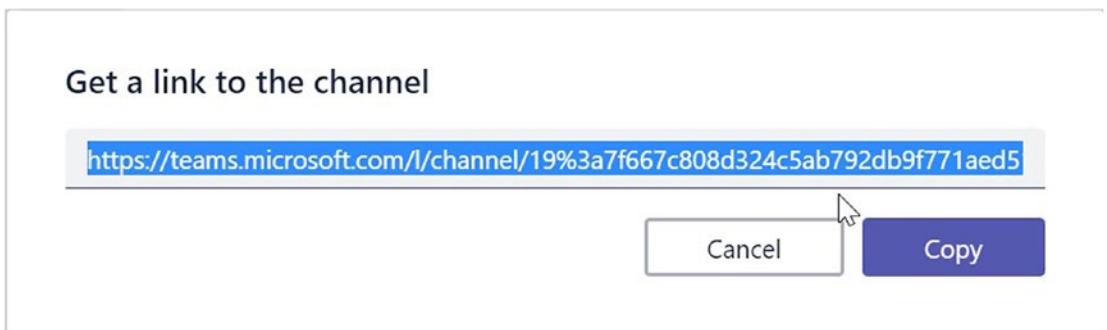 Get a link to the channel
https://teams.microsoft.com/l/channel/19%3a7f667c808d324c5ab792db9f771aed5
Cancel
Copy